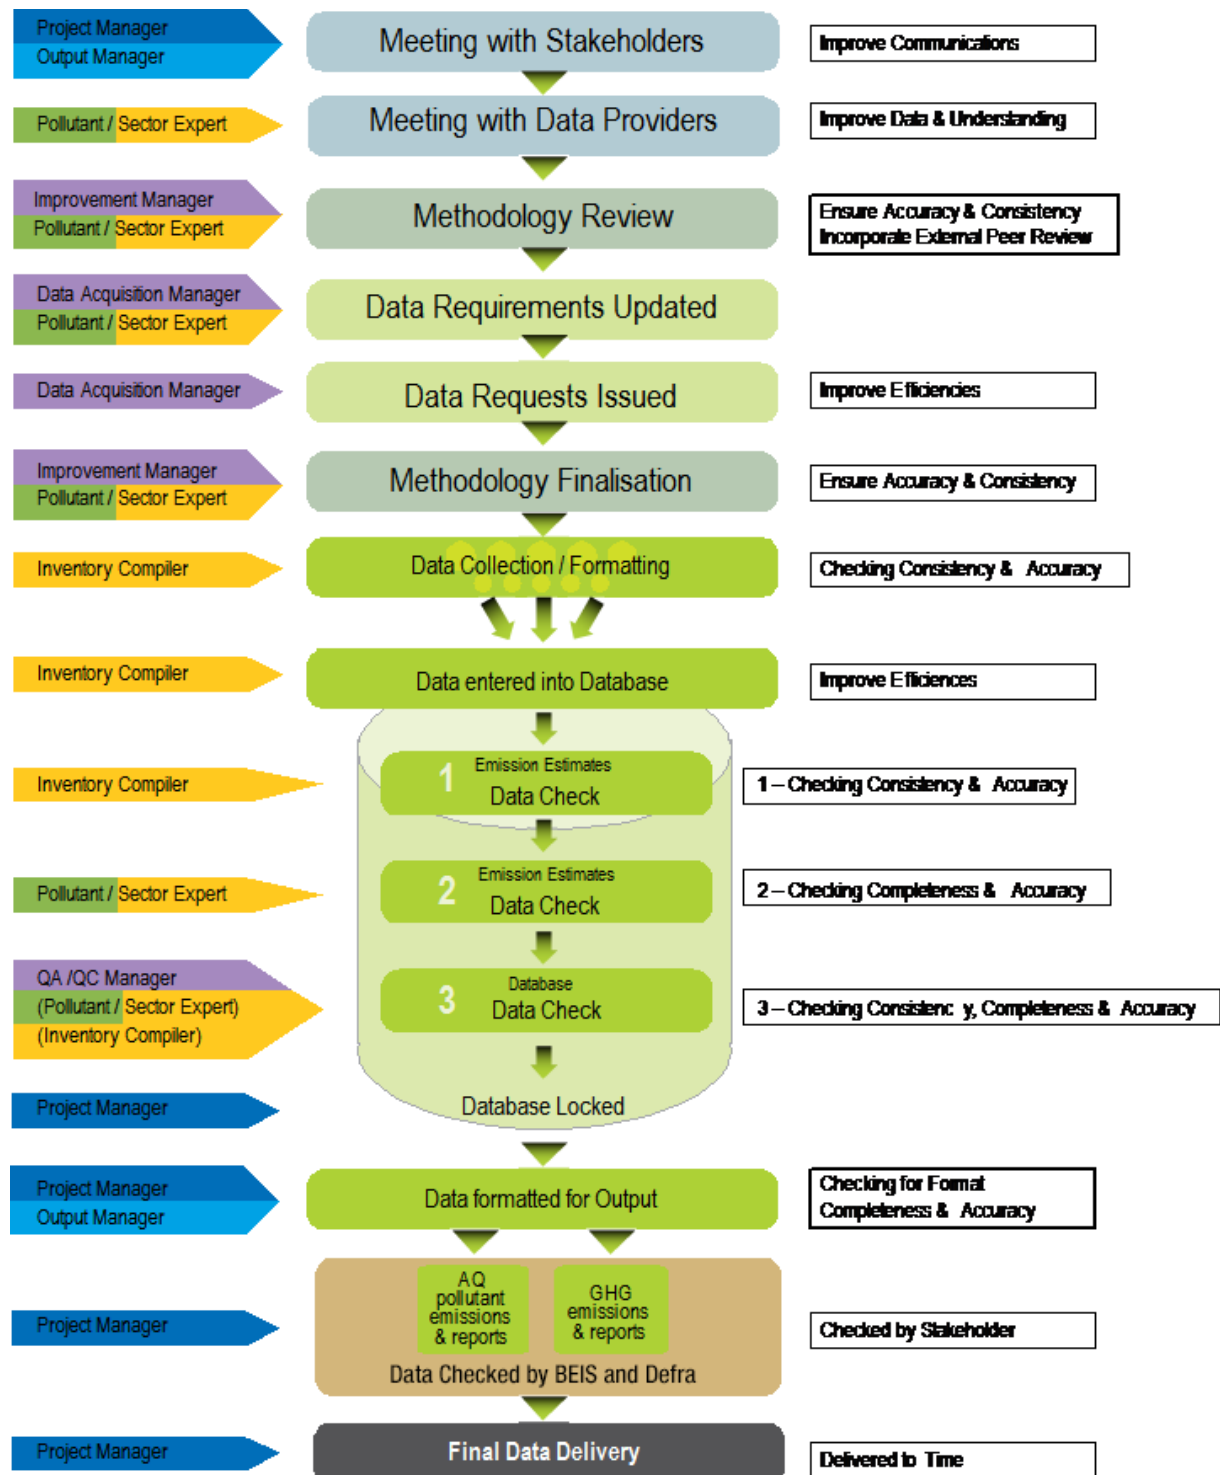 Project Manager
Output Manager
Meeting with Stakeholders
Improve Communications
Pollutant / Sector Expert
Meeting with Data Providers
Improve Data & Understanding
Improvement Manager
Pollutant / Sector Expert
Methodology Review
Ensure Accuracy & Consistency
Incorporate External Peer Review
Data Acquisition Manager
Pollutant / Sector Expert
Data Requirements Updated
Data Acquisition Manager
Data Requests Issued
Improve Efficiencies
Improvement Manager
Pollutant / Sector Expert
Methodology Finalisation
Ensure Accuracy & Consistency
Inventory Compiler
Data Collection / Formatting
Checking Consistency & Accuracy
Inventory Compiler
Data entered into Database
Improve Efficiences
Inventory Compiler
1
Emission Estimates
Data Check
1 – Checking Consistency & Accuracy
Pollutant / Sector Expert
2
Emission Estimates
Data Check
2 – Checking Completeness & Accuracy
QA /QC Manager
(Pollutant / Sector Expert)
(Inventory Compiler)
3
Database
Data Check
3 – Checking Consistenc y, Completeness & Accuracy
Project Manager
Database Locked
Project Manager
Output Manager
Data formatted for Output
Checking for Format
Completeness & Accuracy
Project Manager
AQ
pollutant
emissions
& reports
GHG
emissions
& reports
Data Checked by BEIS and Defra
Checked by Stakeholder
Project Manager
Final Data Delivery
Delivered to Time